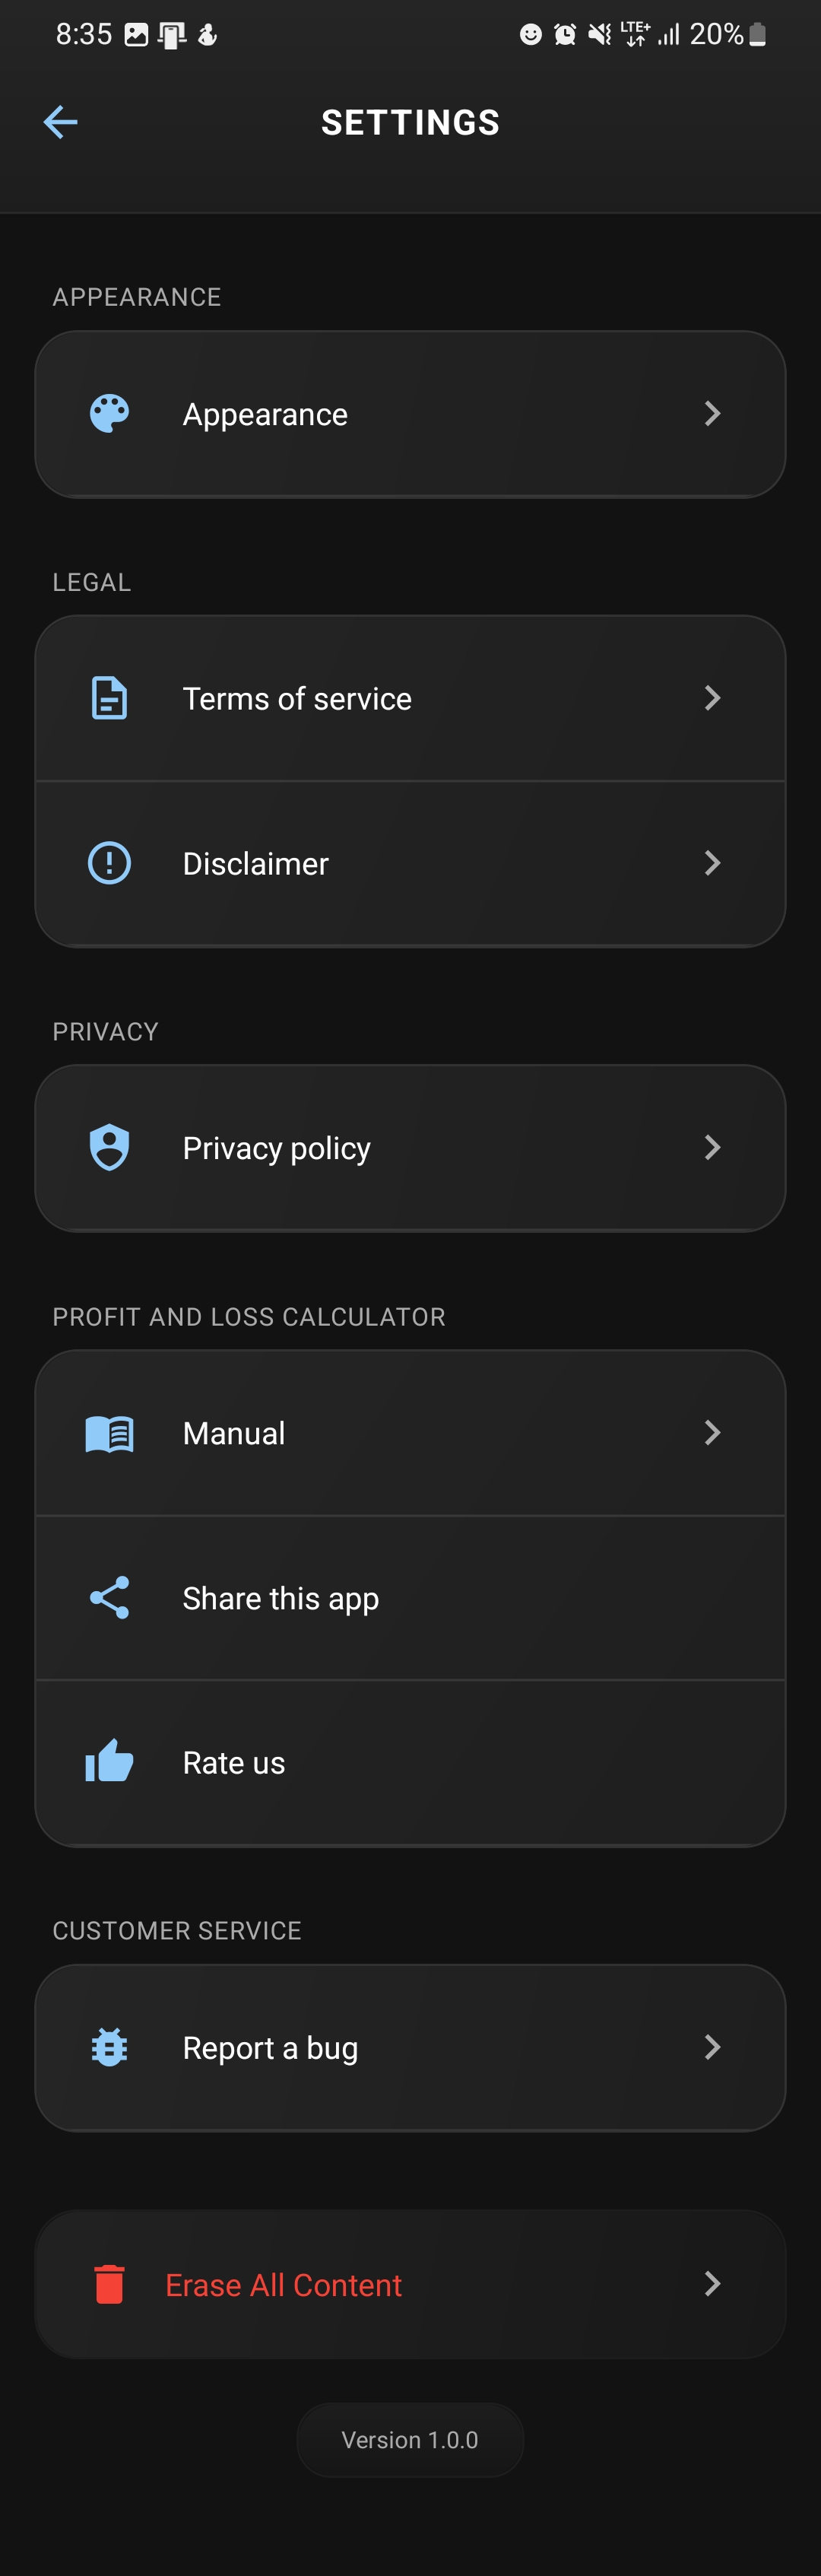 8:35 LTE+ 20%
SETTINGS
APPEARANCE
Appearance
LEGAL
Terms of service
Disclaimer
PRIVACY
Privacy policy
PROFIT AND LOSS CALCULATOR
Manual
Share this app
Rate us
CUSTOMER SERVICE
Report a bug
Erase All Content
Version 1.0.0